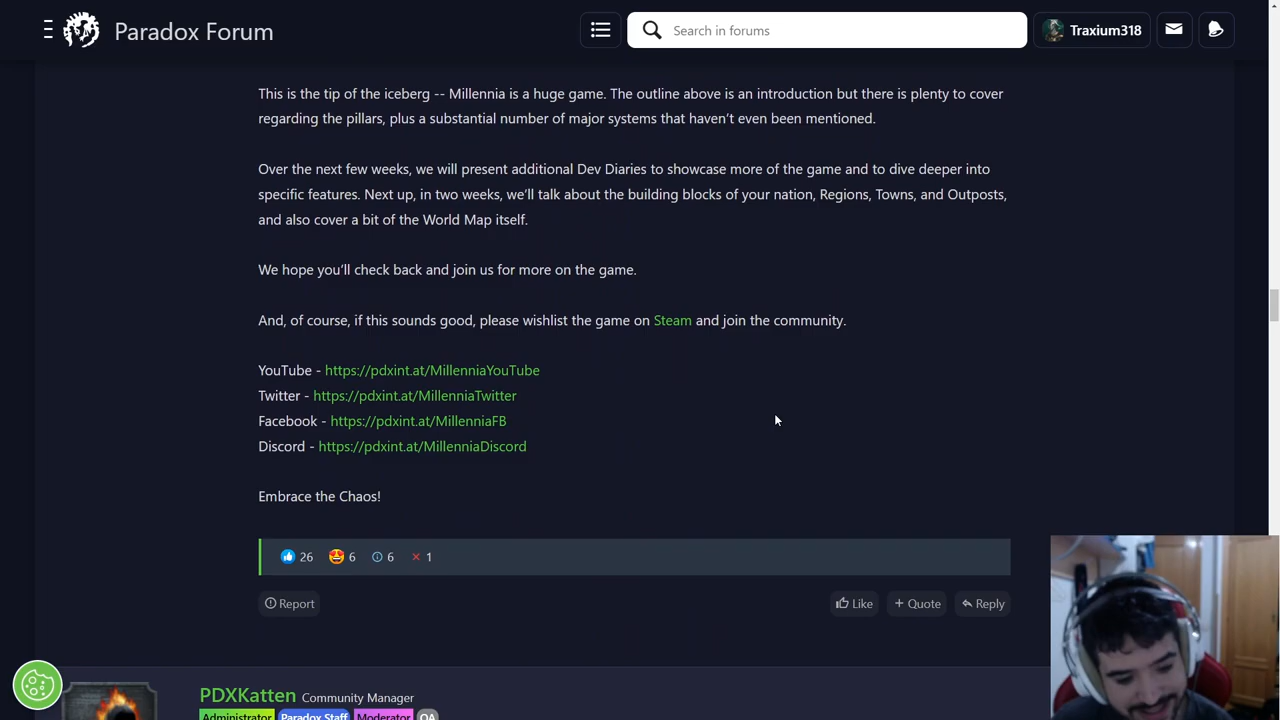 Paradox Forum
Search in forums
Traxium318
This is the tip of the iceberg -- Millennia is a huge game. The outline above is an introduction but there is plenty to cover
regarding the pillars, plus a substantial number of major systems that haven’t even been mentioned.
Over the next few weeks, we will present additional Dev Diaries to showcase more of the game and to dive deeper into
specific features. Next up, in two weeks, we’ll talk about the building blocks of your nation, Regions, Towns, and Outposts,
and also cover a bit of the World Map itself.
We hope you’ll check back and join us for more on the game.
And, of course, if this sounds good, please wishlist the game on Steam and join the community.
YouTube - https://pdxint.at/MillenniaYouTube
Twitter - https://pdxint.at/MillenniaTwitter
Facebook - https://pdxint.at/MillenniaFB
Discord - https://pdxint.at/MillenniaDiscord
Embrace the Chaos!
26 6 6 1
Report Like Quote Reply
PDXKatten Community Manager
Administrator Paradox Staff Moderator QA